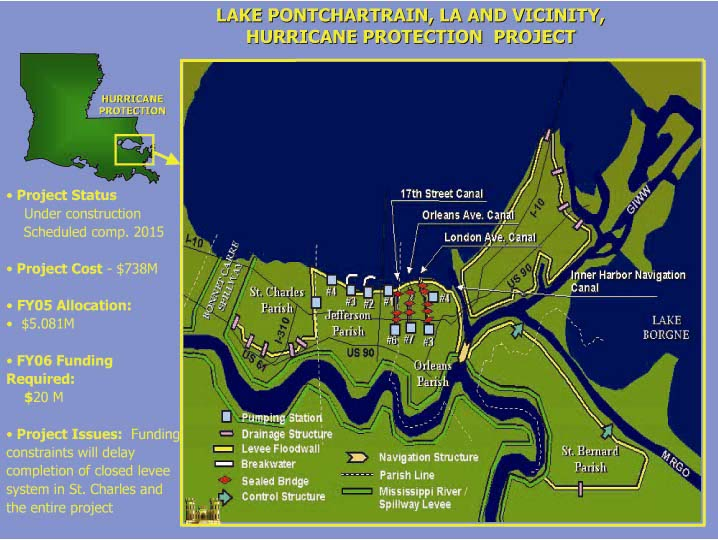 LAKE PONTCHARTRAIN, LA AND VICINITY,
HURRICANE PROTECTION PROJECT
HURRICANE
PROTECTION
• Project Status
Under construction
Scheduled comp. 2015
• Project Cost - $738M
• FY05 Allocation:
• $5.081M
• FY06 Funding
Required:
$20 M
• Project Issues: Funding
constraints will delay
completion of closed levee
system in St. Charles and
the entire project
17th Street Canal
Orleans Ave. Canal
London Ave. Canal
I-10
GIWW
US 90
Inner Harbor Navigation
Canal
LAKE
BORGNE
I-10
BONNET CARRE
SPILLWAY
St. Charles
Parish
I-310
US 61
#4
#3
#2
#1
#4
Jefferson
Parish
#6
#7
#3
US 90
Orleans
Parish
St. Bernard
Parish
MRGO
Pumping Station
Drainage Structure
Levee Floodwall
Breakwater
Sealed Bridge
Control Structure
Navigation Structure
Parish Line
Mississippi River /
Spillway Levee